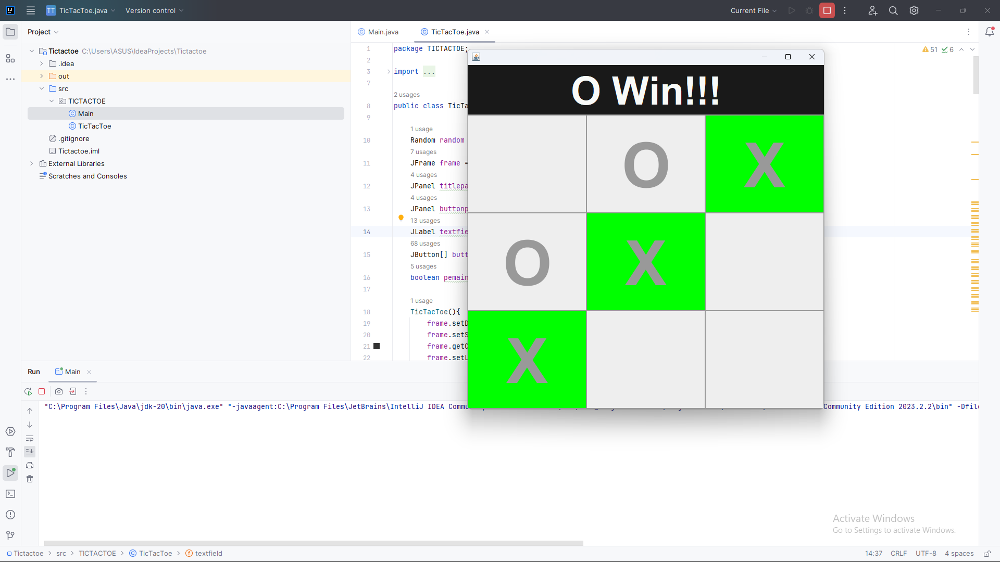 TT TicTacToe.java Version control Current File
Project
Main.java TicTacToe.java
Tictactoe C:\Users\ASUS\IdeaProjects\Tictactoe
.idea
out
src
TICTACTOE
Main
TicTacToe
.gitignore
Tictactoe.iml
External Libraries
Scratches and Consoles
51 6
1 package TICTACTOE;
2
3 import ...
7
2 usages
8 public class TicTa
9
1 usage
10 Random random
7 usages
11 JFrame frame =
4 usages
12 JPanel titlepa
4 usages
13 JPanel buttonp
13 usages
14 JLabel textfie
68 usages
15 JButton[] butt
5 usages
16 boolean pemain
17
1 usage
18 TicTacToe(){
19 frame.setD
20 frame.setS
21 frame.getC
22 frame.setL
O Win!!!
O X
O X
X
Run Main
"C:\Program Files\Java\jdk-20\bin\java.exe" "-javaagent:C:\Program Files\JetBrains\IntelliJ IDEA Commu Community Edition 2023.2.2\bin" -Dfil
Activate Windows
Go to Settings to activate Windows.
Tictactoe > src > TICTACTOE > TicTacToe > textfield
14:37 CRLF UTF-8 4 spaces